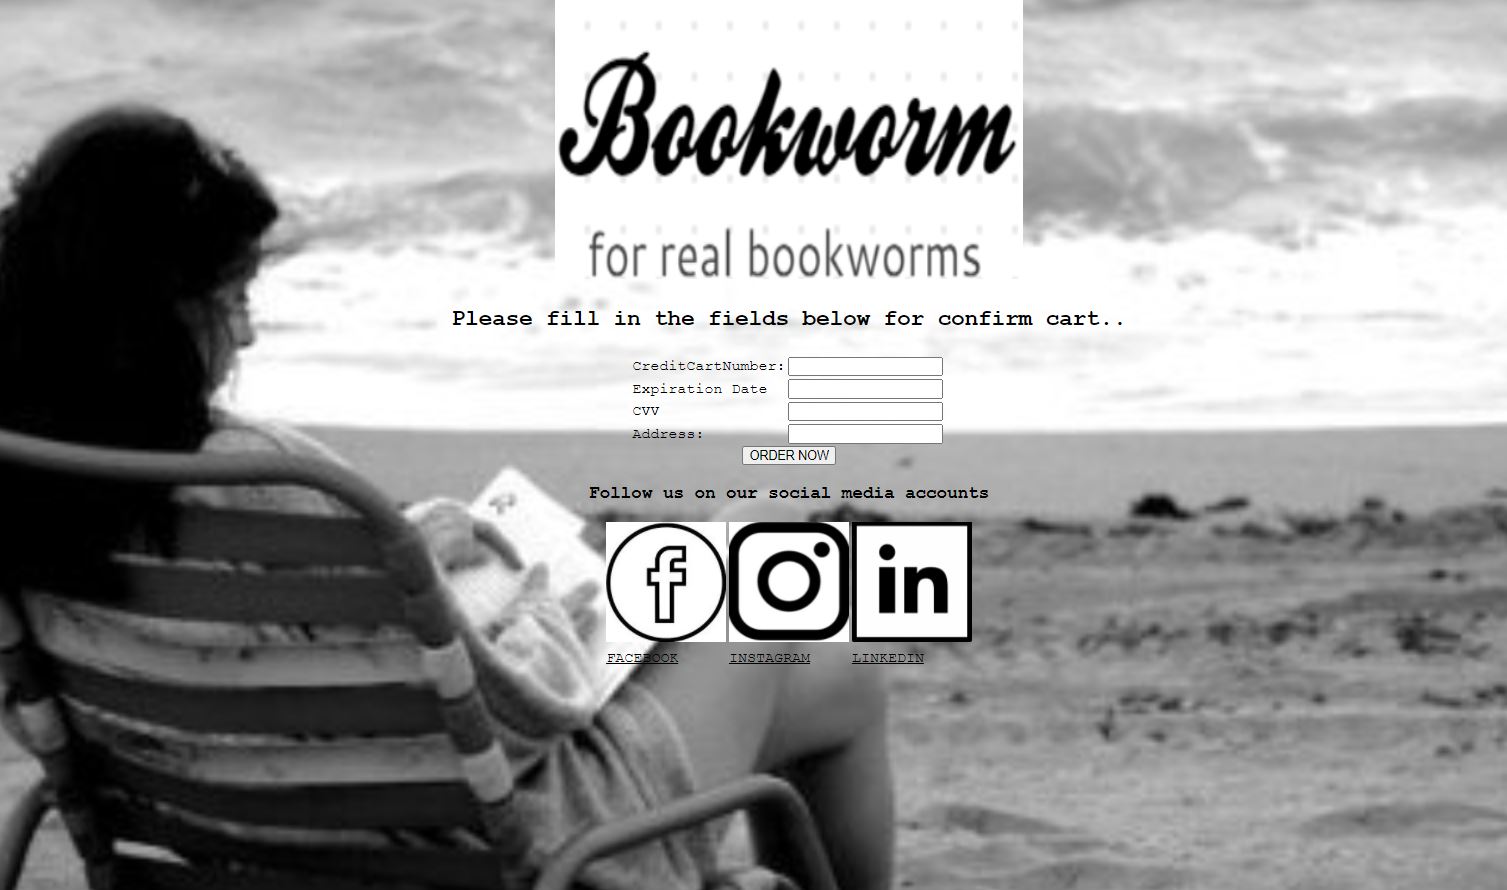 Bookworm
for real bookworms
Please fill in the fields below for confirm cart..
CreditCartNumber:
Expiration Date
CVV
Address:
ORDER NOW
Follow us on our social media accounts
f in
FACEBOOK INSTAGRAM LINKEDIN